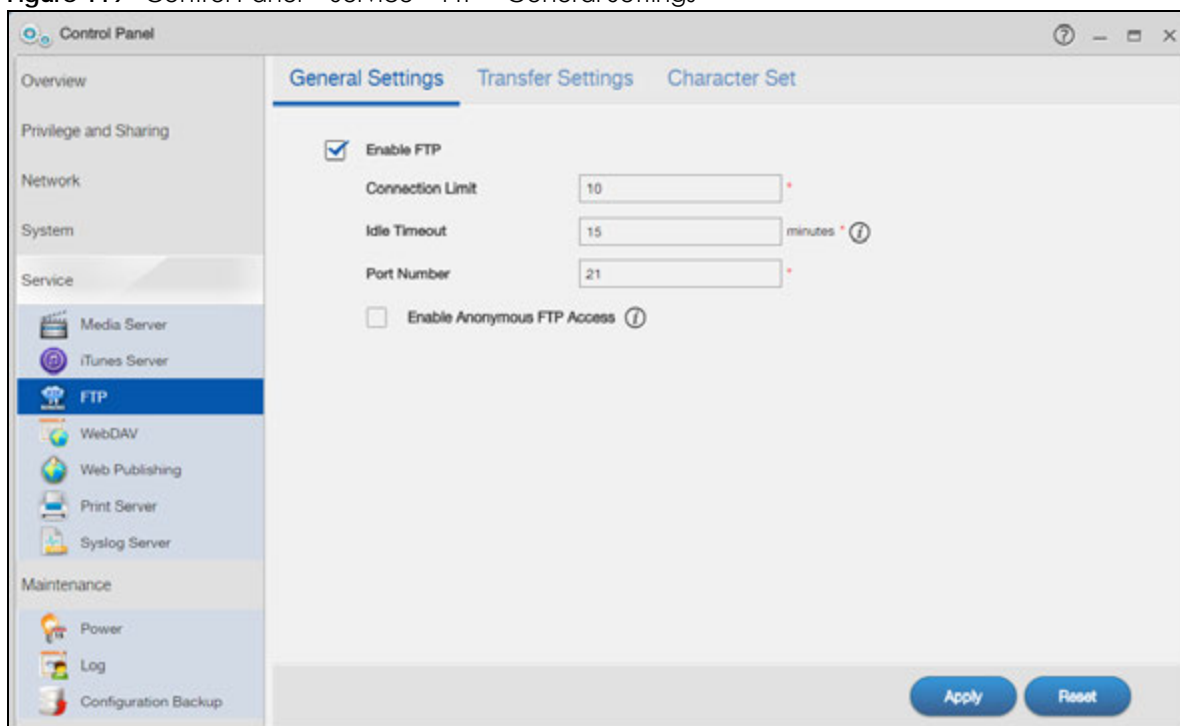 Control Panel
Overview
Privilege and Sharing
Network
System
Service
Media Server
iTunes Server
FTP
WebDAV
Web Publishing
Print Server
Syslog Server
Maintenance
Power
Log
Configuration Backup
General Settings Transfer Settings Character Set
Enable FTP
Connection Limit 10 *
Idle Timeout 15 minutes *
Port Number 21 *
Enable Anonymous FTP Access
Apply Reset